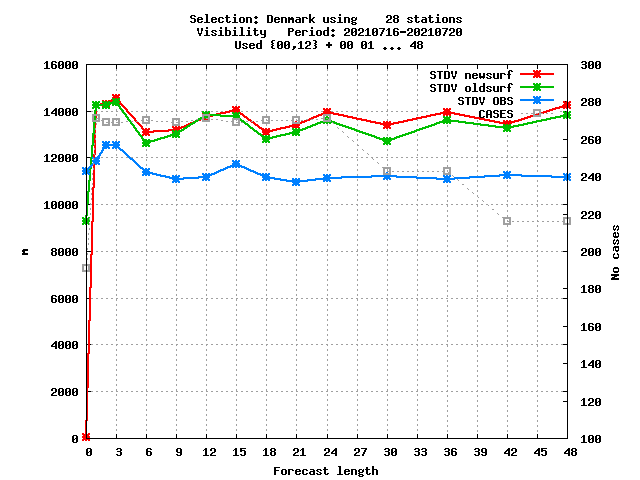 Selection: Denmark using    28 stations
Visibility   Period: 20210716-20210720
Used {00,12} + 00 01 ... 48
16000
14000
12000
10000
8000
6000
4000
2000
0
m
300
280
260
240
220
200
180
160
140
120
100
No cases
STDV newsurf
STDV oldsurf
STDV OBS
CASES
0 3 6 9 12 15 18 21 24 27 30 33 36 39 42 45 48
Forecast length